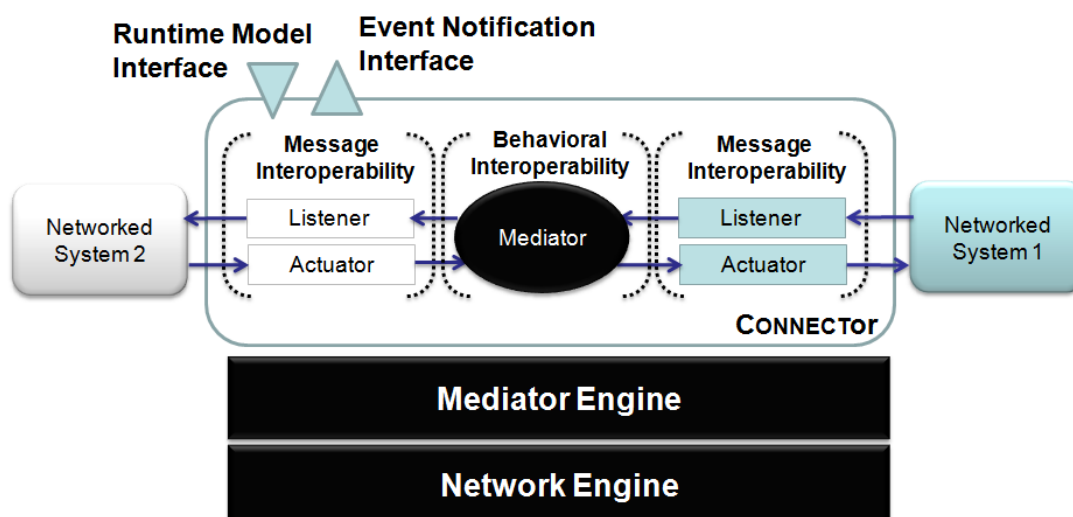 Runtime Model
Interface
Event Notification
Interface
Message
Interoperability
Behavioral
Interoperability
Message
Interoperability
Networked
System 2
Listener
Actuator
Mediator
Listener
Actuator
Networked
System 1
CONNECTor
Mediator Engine
Network Engine